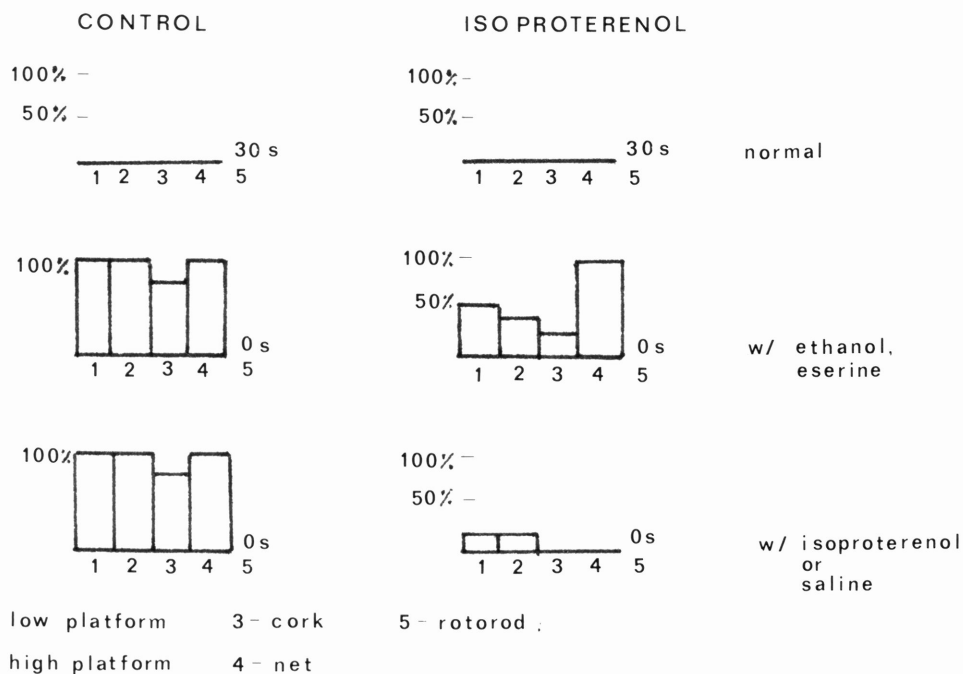 CONTROL ISOPROTERENOL
100% 100%
50% 50%
30 s 30 s normal
1 2 3 4 5 1 2 3 4 5
100% 100%
50%
0 s 0 s w/ ethanol,
1 2 3 4 5 1 2 3 4 5 eserine
100% 100%
50%
0 s 0 s w/ isoproterenol
1 2 3 4 5 1 2 3 4 5 or
saline
low platform 3 - cork 5 - rotorod
high platform 4 - net